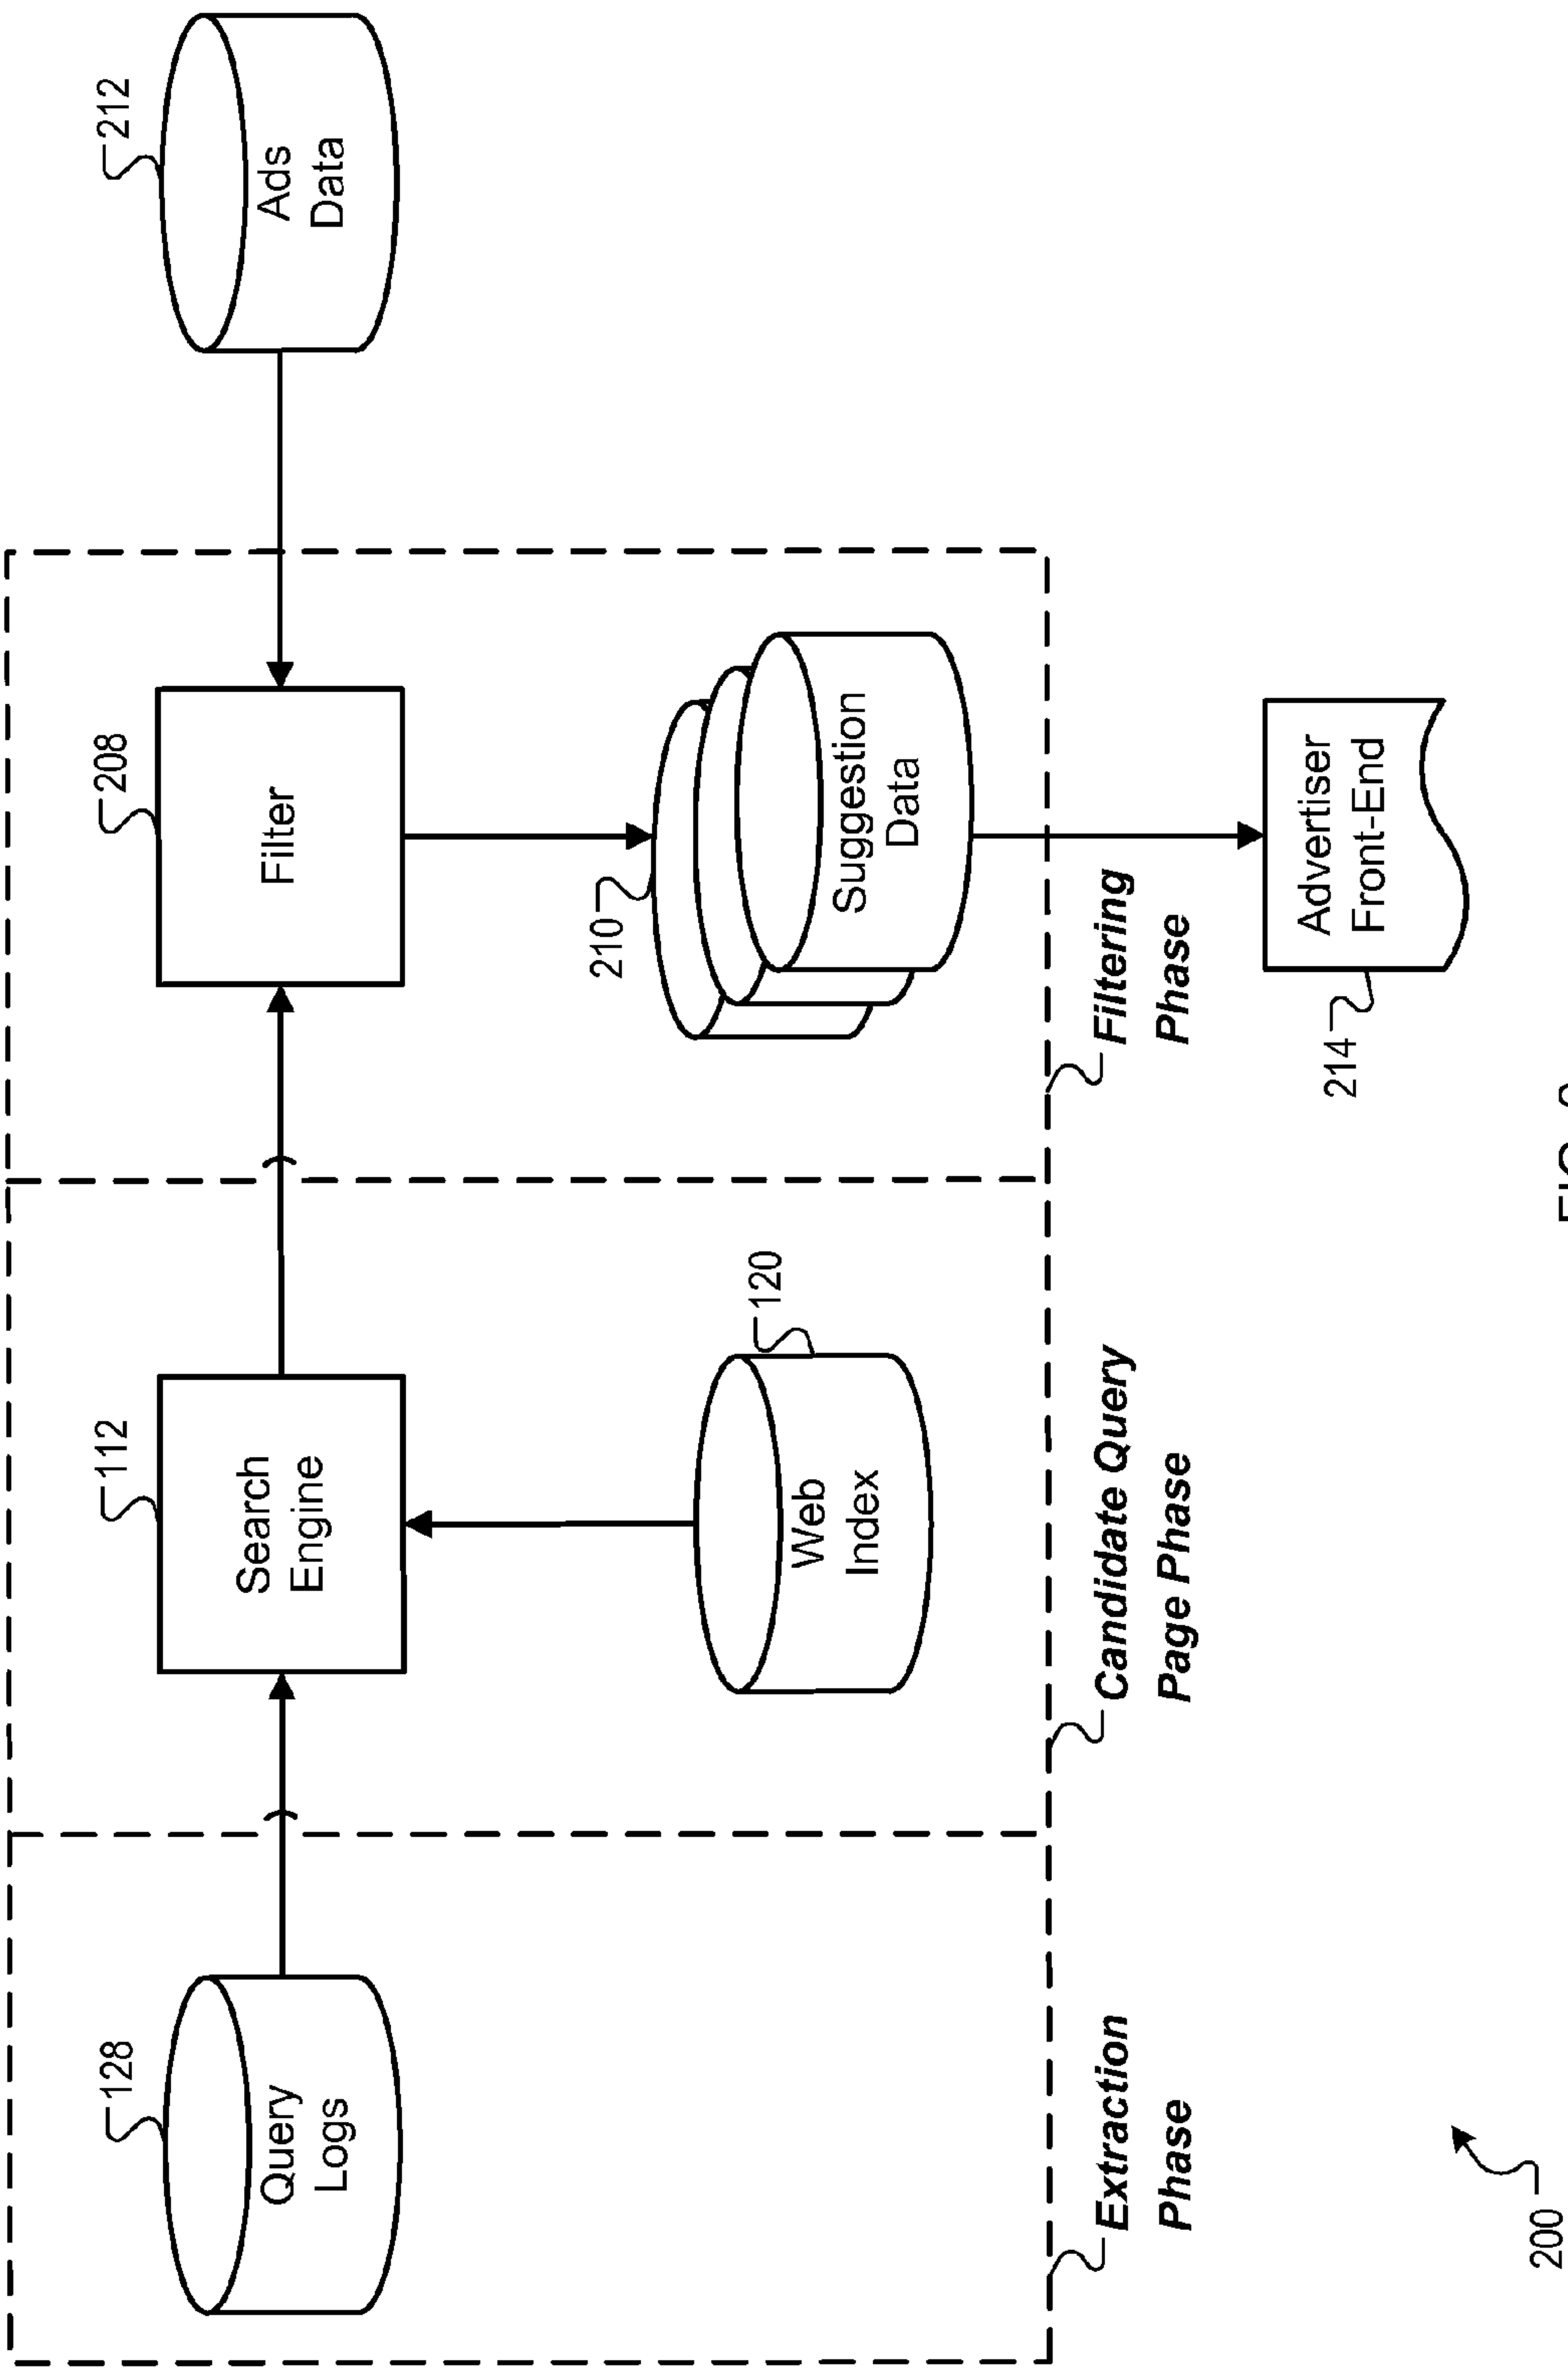 128
Query
Logs
112
Search
Engine
208
Filter
212
Ads
Data
120
Web
Index
210
Suggestion
Data
Extraction
Phase
Candidate Query
Page Phase
Filtering
Phase
214
Advertiser
Front-End
200